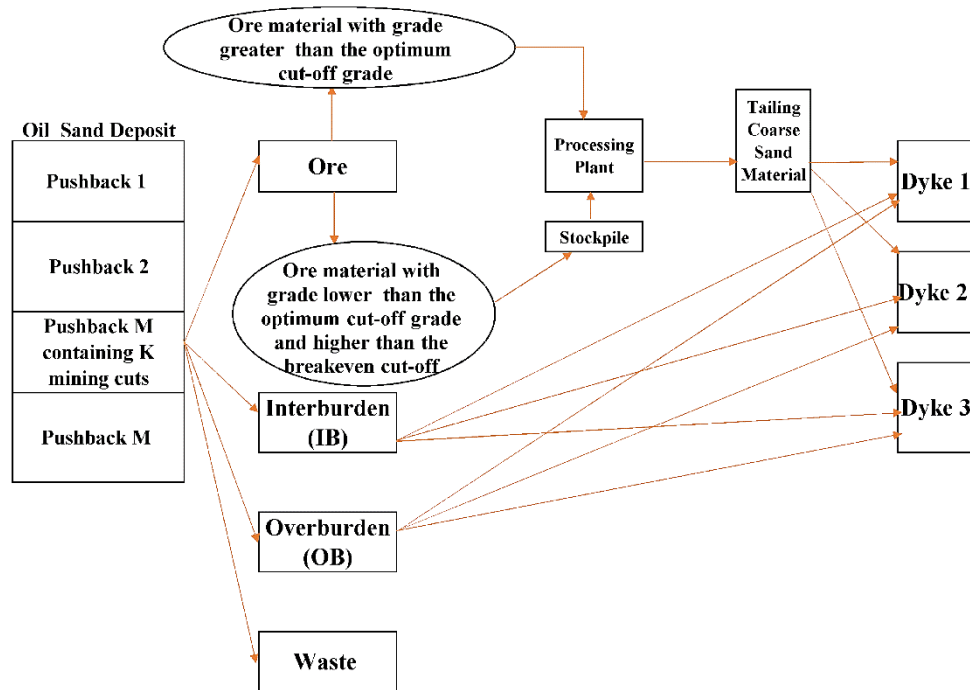 Ore material with grade
greater than the optimum
cut-off grade
Oil Sand Deposit
Pushback 1
Pushback 2
Pushback M
containing K
mining cuts
Pushback M
Ore
Ore material with
grade lower than the
optimum cut-off grade
and higher than the
breakeven cut-off
Interburden
(IB)
Overburden
(OB)
Waste
Processing
Plant
Stockpile
Tailing
Coarse
Sand
Material
Dyke 1
Dyke 2
Dyke 3